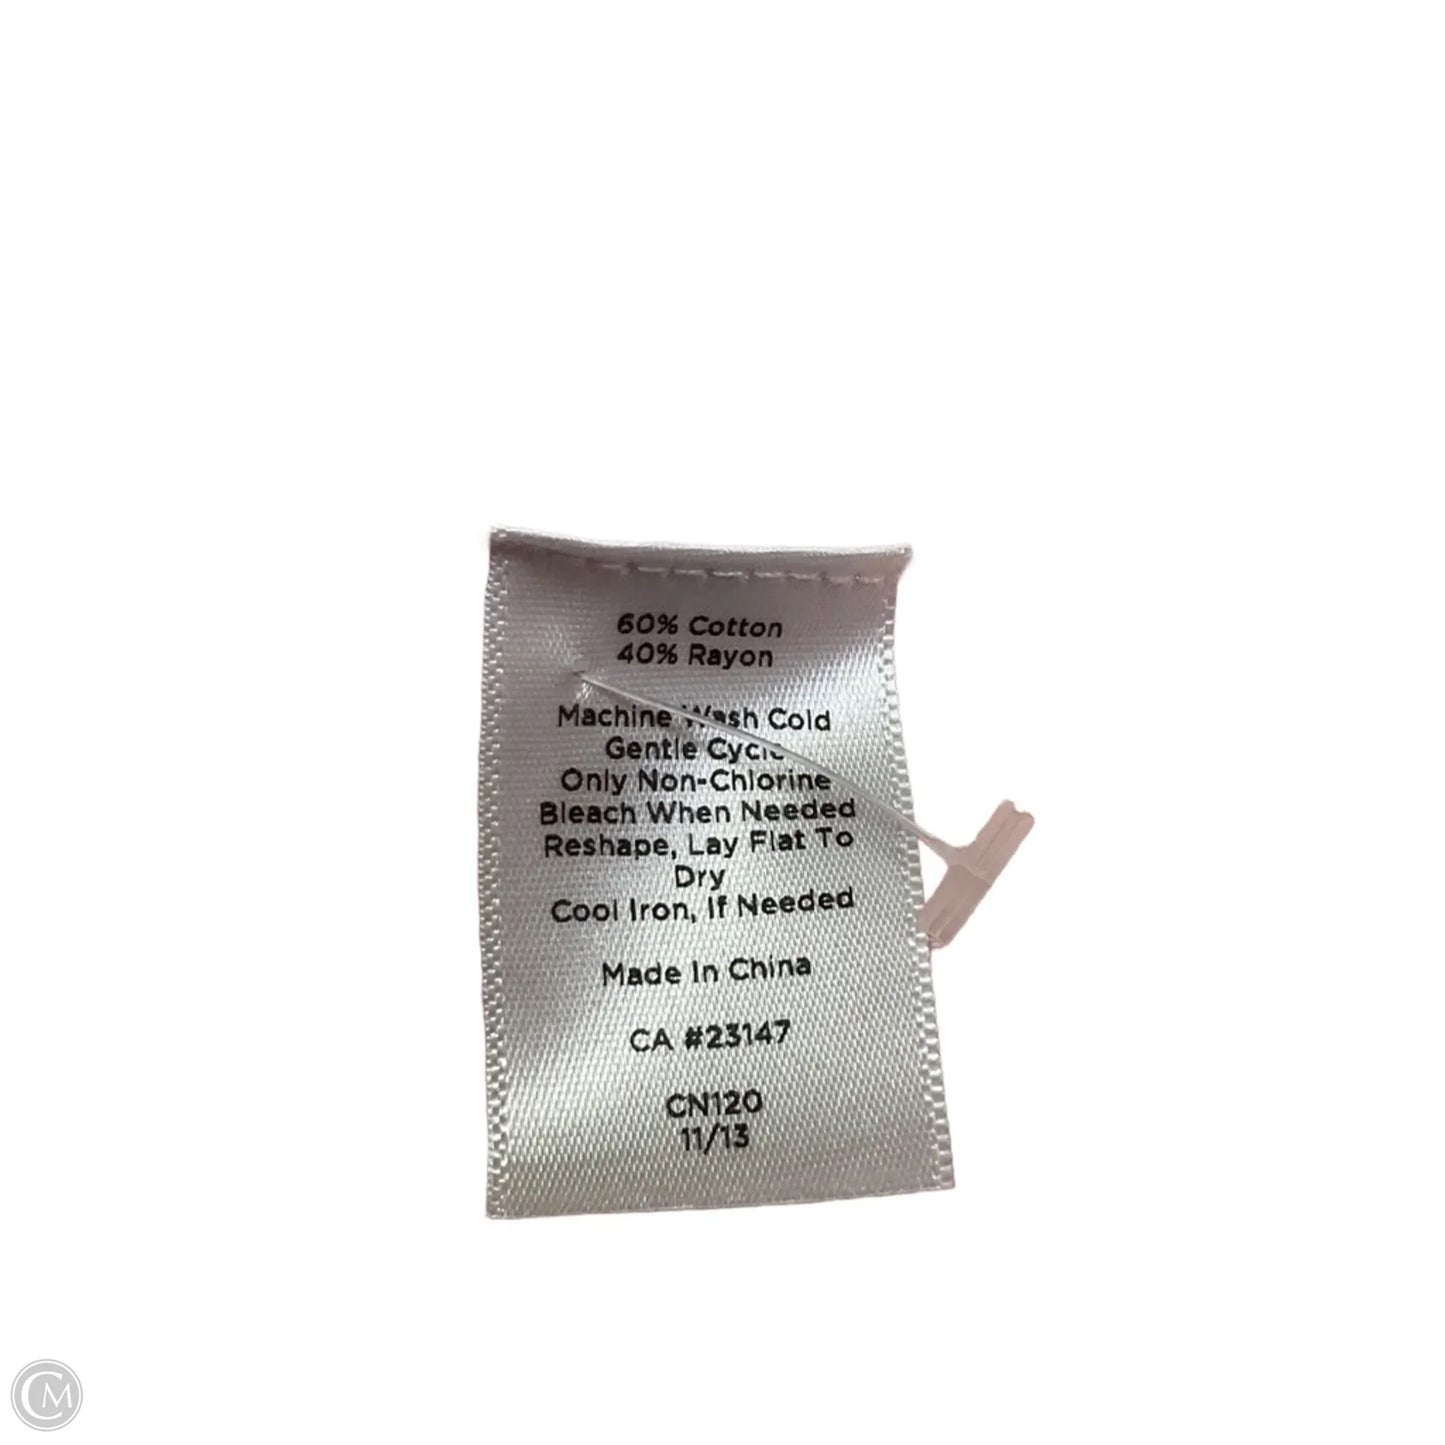 60% Cotton
40% Rayon
Machine Wash Cold
Gentle Cycle
Only Non-Chlorine
Bleach When Needed
Reshape, Lay Flat To
Dry
Cool Iron, If Needed
Made In China
CA #23147
CN120
11/13
CM